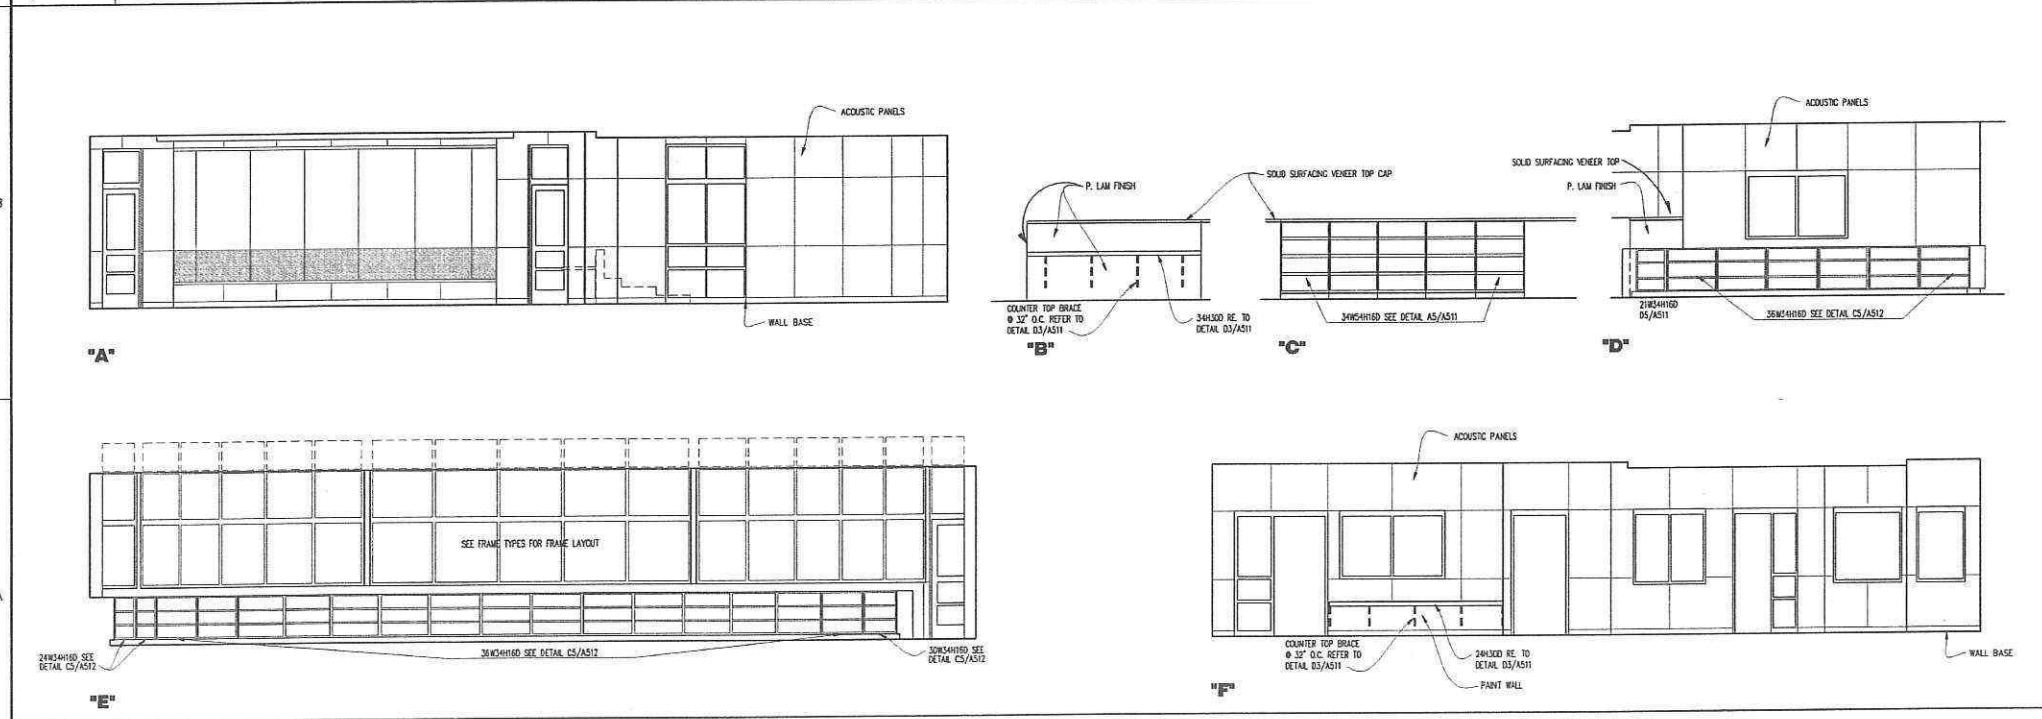 ACOUSTIC PANELS
WALL BASE
"A"
P. LAM FINISH
SOLID SURFACING VENEER TOP CAP
COUNTER TOP BRACE
@ 32" O.C. REFER TO
DETAIL D3/A511
34H30D RE. TO
DETAIL D3/A511
"B"
34W54H16D SEE DETAIL A5/A511
"C"
ACOUSTIC PANELS
SOLID SURFACING VENEER TOP
P. LAM FINISH
21W34H16D
D5/A511
36W34H16D SEE DETAIL C5/A512
"D"
SEE FRAME TYPES FOR FRAME LAYOUT
24W34H16D SEE
DETAIL C5/A512
36W34H16D SEE DETAIL C5/A512
30W34H16D SEE
DETAIL C5/A512
"E"
ACOUSTIC PANELS
COUNTER TOP BRACE
@ 32" O.C. REFER TO
DETAIL D3/A511
24H30D RE. TO
DETAIL D3/A511
PAINT WALL
WALL BASE
"F"